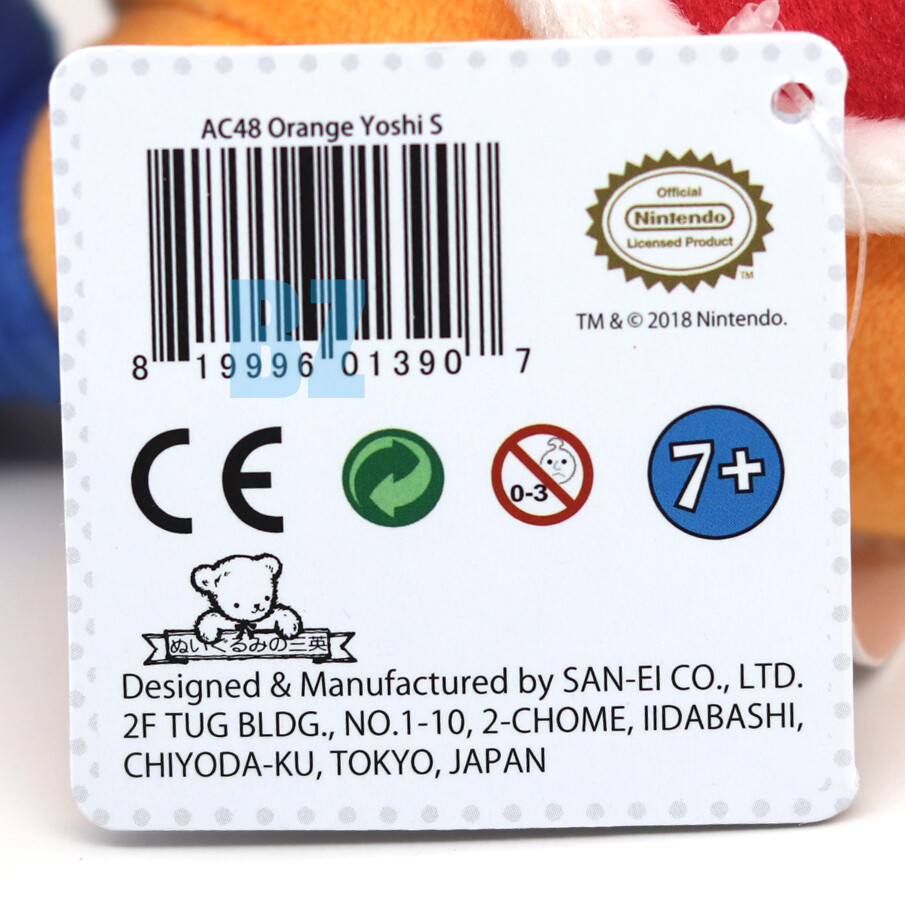 AC48 Orange Yoshi S
8 19996 01390 7
BZ
Official
Nintendo
Licensed Product
TM
TM & © 2018 Nintendo.
CE
0-3
7+
ぬいぐるみの三英
Designed & Manufactured by SAN-EI CO., LTD.
2F TUG BLDG., NO.1-10, 2-CHOME, IIDABASHI,
CHIYODA-KU, TOKYO, JAPAN